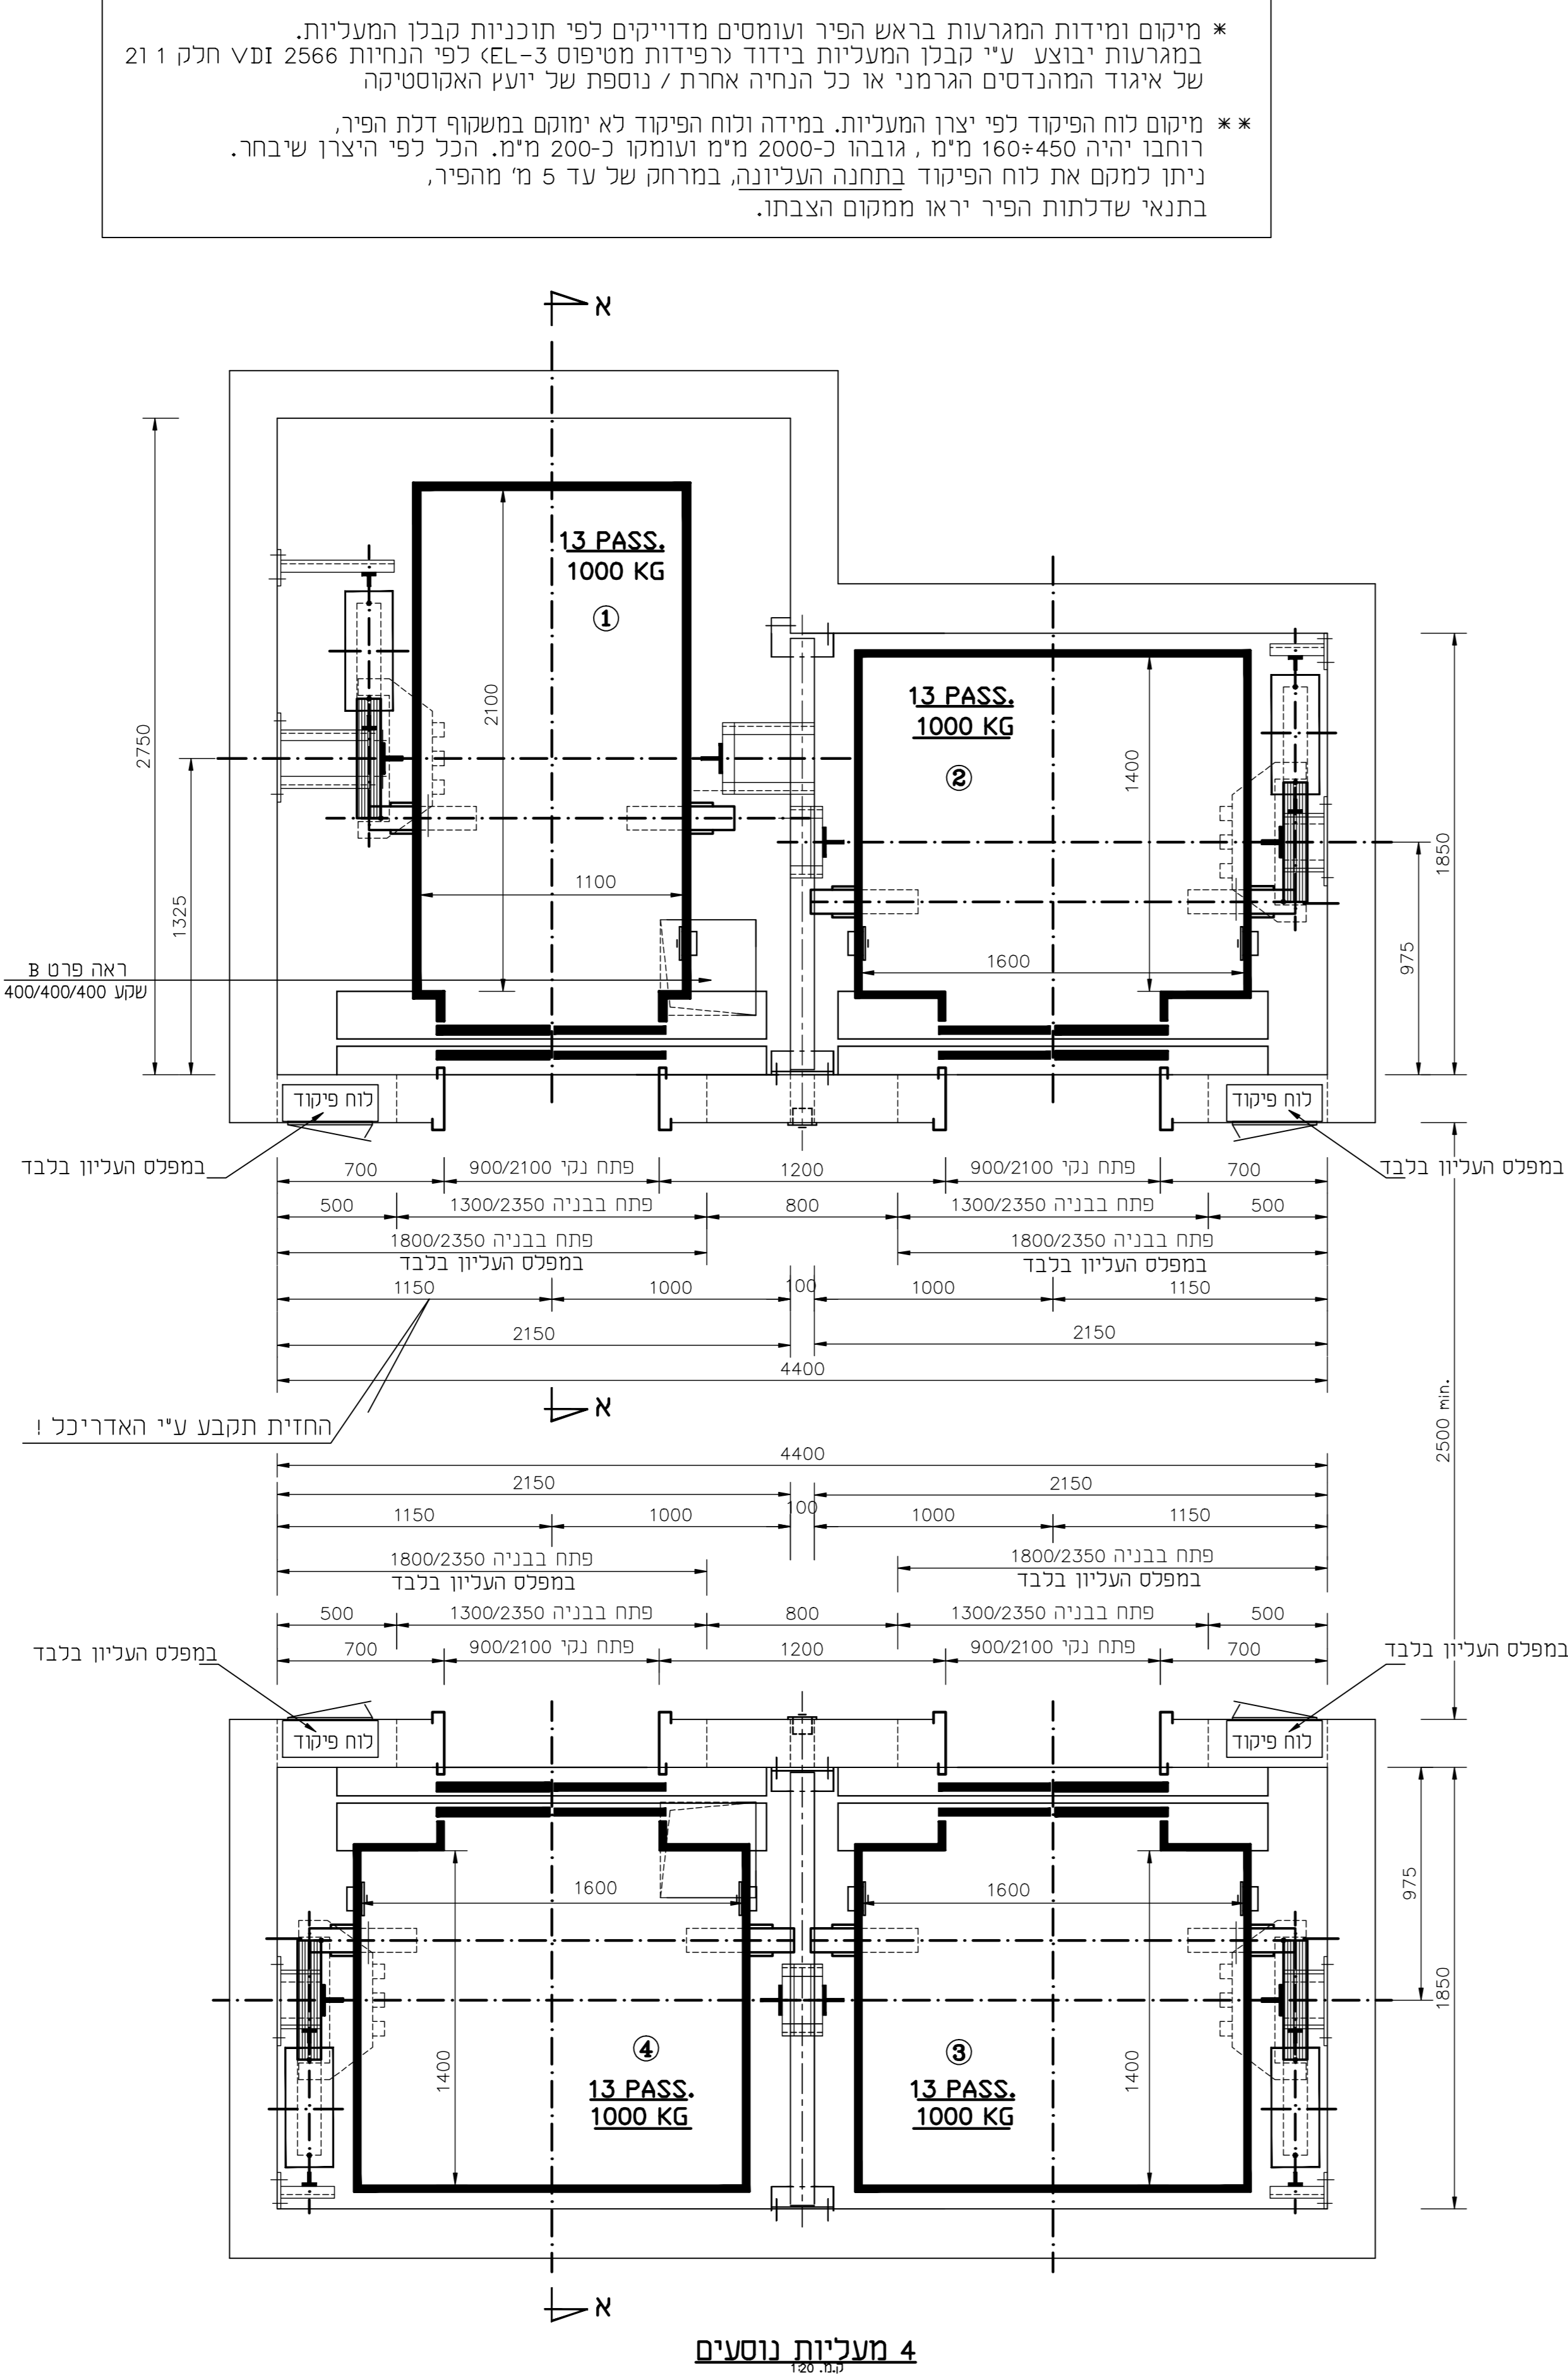 * מיקום ומידות המגרעות בראש הפיר ועומסים מדוייקים לפי תוכניות קבלן המעליות.
במגרעות יבוצע ע"י קבלן המעליות בידוד (רפידות מטיפוס EL-3) לפי הנחיות VDI 2566 חלק 1 ו2
של איגוד המהנדסים הגרמני או כל הנחיה אחרת / נוספת של יועץ האקוסטיקה
** מיקום לוח הפיקוד לפי יצרן המעליות. במידה ולוח הפיקוד לא ימוקם במשקוף דלת הפיר,
רוחבו יהיה 450÷160 מ"מ , גובהו כ-2000 מ"מ ועומקו כ-200 מ"מ. הכל לפי היצרן שיבחר.
ניתן למקם את לוח הפיקוד בתחנה העליונה, במרחק של עד 5 מ' מהפיר,
בתנאי שדלתות הפיר יראו ממקום הצבתו.
א
13 PASS.
1000 KG
1
2100
1100
2750
1325
13 PASS.
1000 KG
2
1400
1600
1850
975
ראה פרט B
שקע 400/400/400
לוח פיקוד
לוח פיקוד
במפלס העליון בלבד
במפלס העליון בלבד
700
פתח נקי 900/2100
1200
פתח נקי 900/2100
700
500
פתח בבניה 1300/2350
800
פתח בבניה 1300/2350
500
פתח בבניה 1800/2350
במפלס העליון בלבד
פתח בבניה 1800/2350
במפלס העליון בלבד
1150
1000
100
1000
1150
2150
2150
4400
א
החזית תקבע ע"י האדריכל !
2500 min.
4400
2150
2150
1150
1000
100
1000
1150
פתח בבניה 1800/2350
במפלס העליון בלבד
פתח בבניה 1800/2350
במפלס העליון בלבד
500
פתח בבניה 1300/2350
800
פתח בבניה 1300/2350
500
700
פתח נקי 900/2100
1200
פתח נקי 900/2100
700
במפלס העליון בלבד
במפלס העליון בלבד
לוח פיקוד
לוח פיקוד
1600
1400
4
13 PASS.
1000 KG
1600
1400
3
13 PASS.
1000 KG
975
1850
א
4 מעליות נוסעים
ק.מ. 1:20